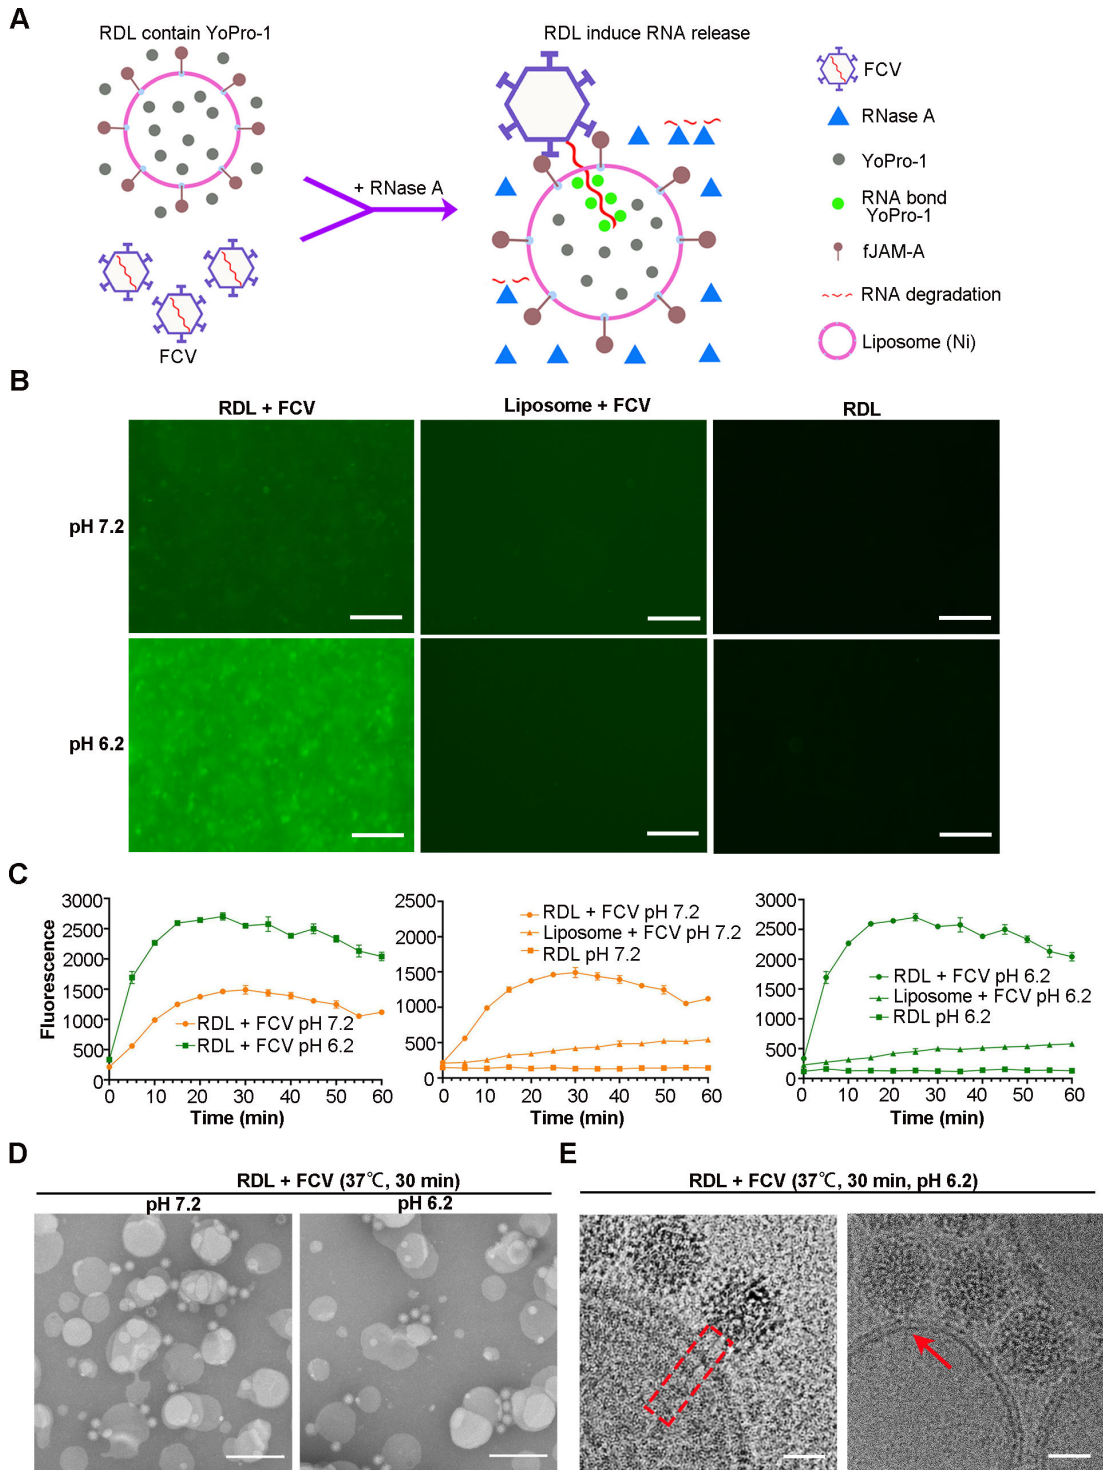 A
RDL contain YoPro-1
RDL induce RNA release
+ RNase A
FCV
FCV
RNase A
YoPro-1
RNA bond
YoPro-1
fJAM-A
RNA degradation
Liposome (Ni)
B
RDL + FCV
Liposome + FCV
RDL
pH 7.2
pH 6.2
C
Fluorescence
3000
2500
2000
1500
1000
500
0
RDL + FCV pH 7.2
RDL + FCV pH 6.2
0 10 20 30 40 50 60
Time (min)
2500
2000
1500
1000
500
0
RDL + FCV pH 7.2
Liposome + FCV pH 7.2
RDL pH 7.2
0 10 20 30 40 50 60
Time (min)
3000
2500
2000
1500
1000
500
0
RDL + FCV pH 6.2
Liposome + FCV pH 6.2
RDL pH 6.2
0 10 20 30 40 50 60
Time (min)
D
RDL + FCV (37℃, 30 min)
pH 7.2
pH 6.2
E
RDL + FCV (37℃, 30 min, pH 6.2)